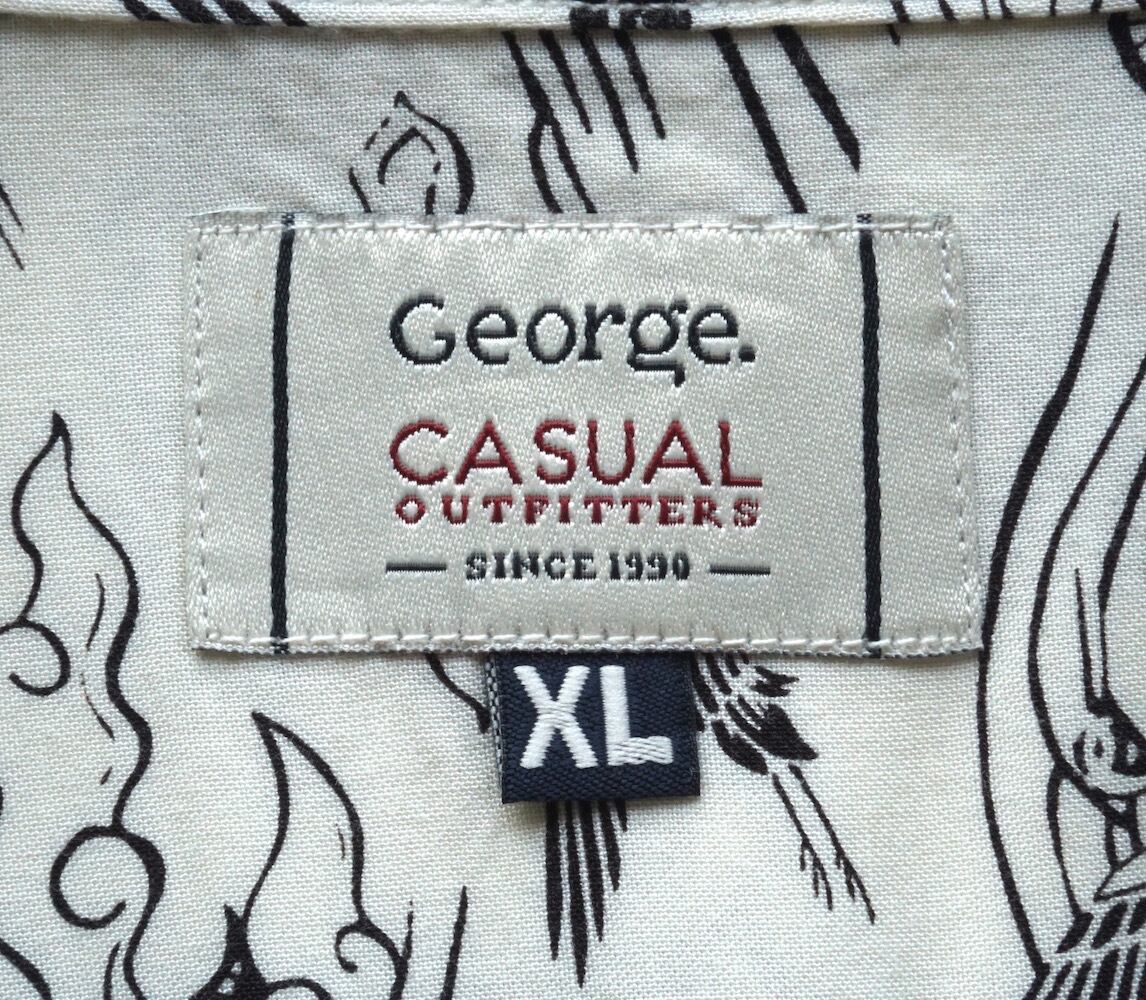 George.
CASUAL
OUTFITTERS
SINCE 1990
XL